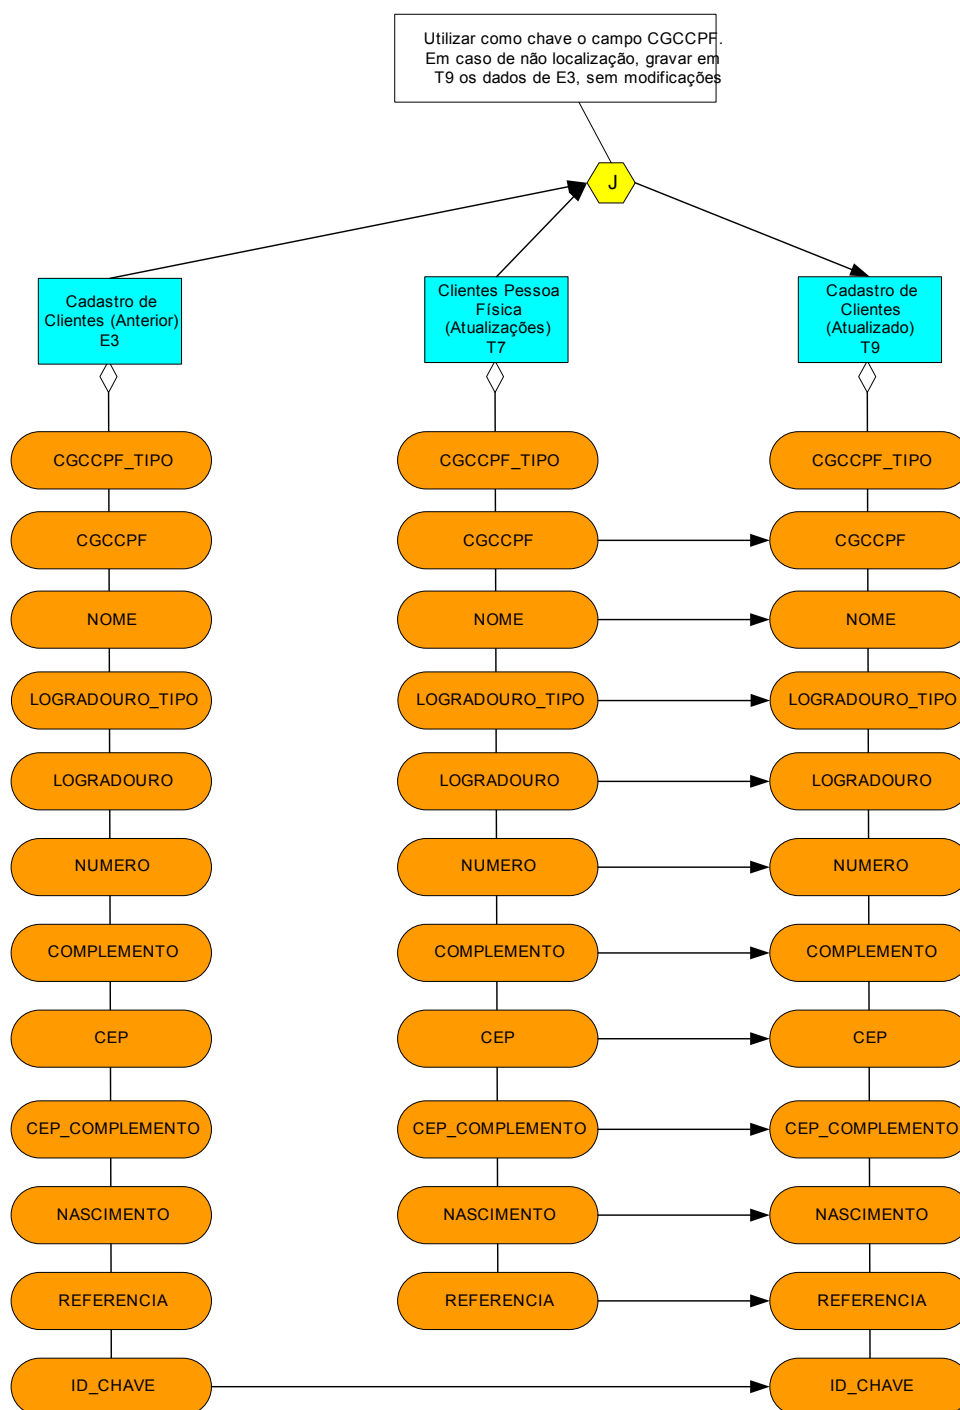 Utilizar como chave o campo CGCCPF.
Em caso de não localização, gravar em
T9 os dados de E3, sem modificações
J
Cadastro de
Clientes (Anterior)
E3
Clientes Pessoa
Física
(Atualizações)
T7
Cadastro de
Clientes
(Atualizado)
T9
CGCCPF_TIPO
CGCCPF_TIPO
CGCCPF_TIPO
CGCCPF
CGCCPF
CGCCPF
NOME
NOME
NOME
LOGRADOURO_TIPO
LOGRADOURO_TIPO
LOGRADOURO_TIPO
LOGRADOURO
LOGRADOURO
LOGRADOURO
NUMERO
NUMERO
NUMERO
COMPLEMENTO
COMPLEMENTO
COMPLEMENTO
CEP
CEP
CEP
CEP_COMPLEMENTO
CEP_COMPLEMENTO
CEP_COMPLEMENTO
NASCIMENTO
NASCIMENTO
NASCIMENTO
REFERENCIA
REFERENCIA
REFERENCIA
ID_CHAVE
ID_CHAVE